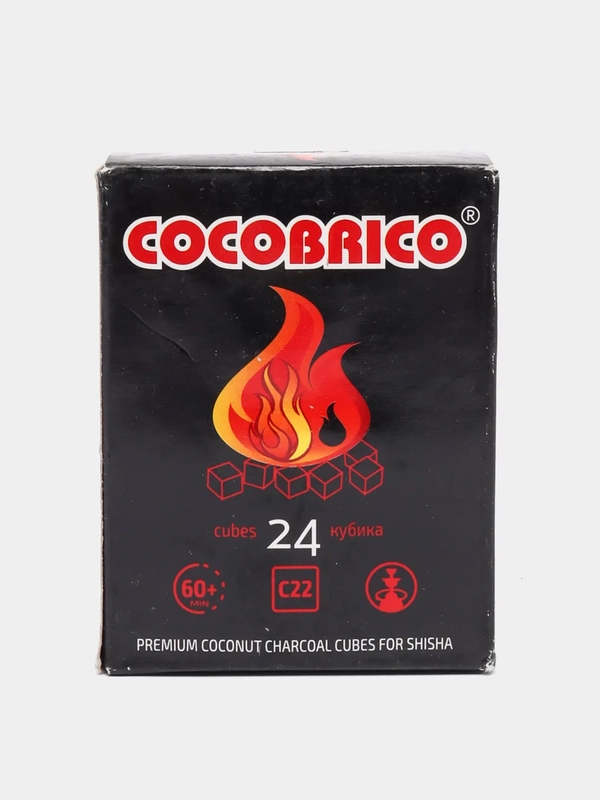 COCOBRICO®
cubes 24 кубика
60+ C22
MIN
PREMIUM COCONUT CHARCOAL CUBES FOR SHISHA